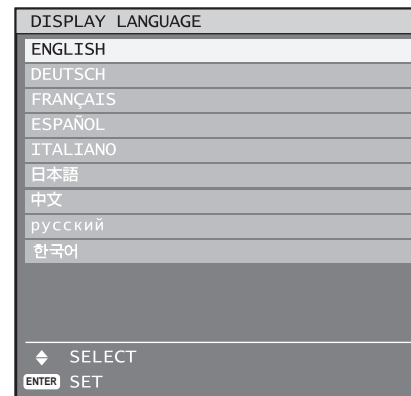 DISPLAY LANGUAGE
ENGLISH
DEUTSCH
FRANÇAIS
ESPAÑOL
ITALIANO
日本語
中文
русский
한국어
SELECT
ENTER SET